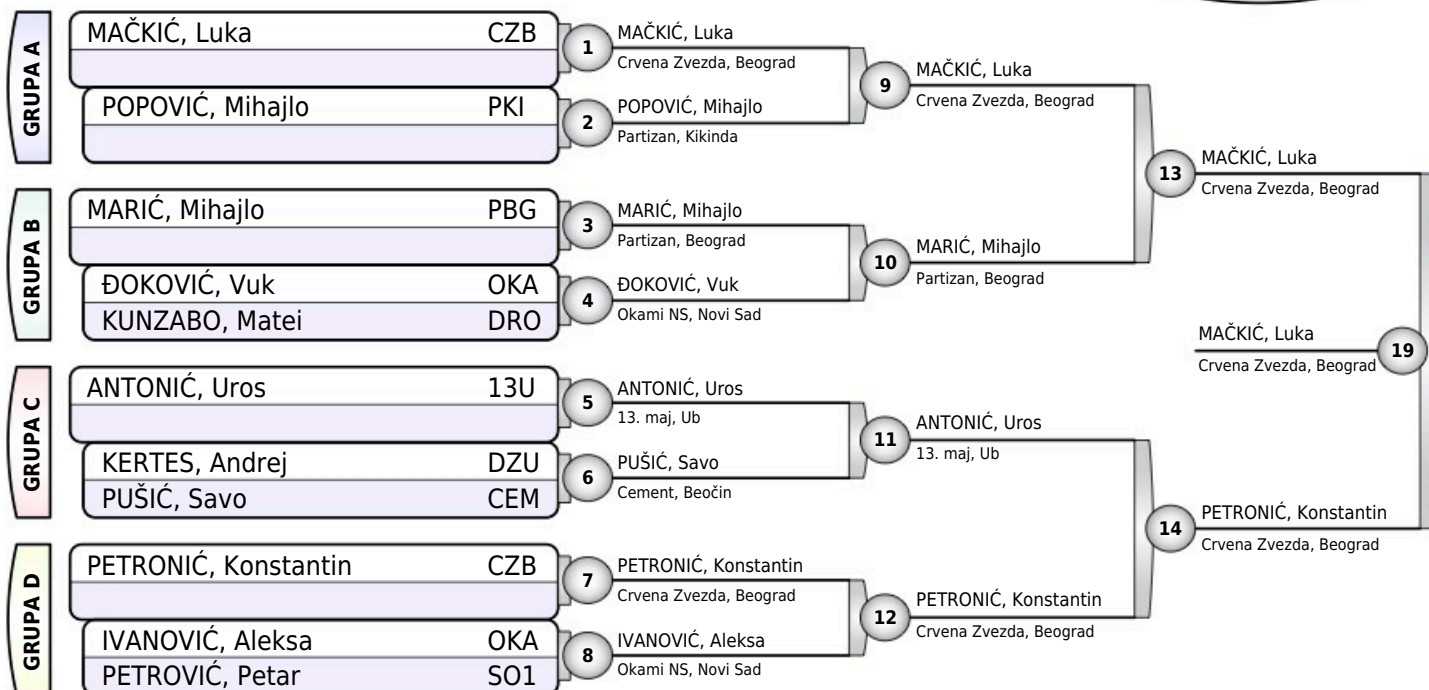 GRUPA A
MAČKIĆ, Luka CZB
POPOVIĆ, Mihajlo PKI
GRUPA B
MARIĆ, Mihajlo PBG
ĐOKOVIĆ, Vuk OKA
KUNZABO, Matei DRO
GRUPA C
ANTONIĆ, Uros 13U
KERTES, Andrej DZU
PUŠIĆ, Savo CEM
GRUPA D
PETRONIĆ, Konstantin CZB
IVANOVIĆ, Aleksa OKA
PETROVIĆ, Petar SO1
1 MAČKIĆ, Luka
Crvena Zvezda, Beograd
2 POPOVIĆ, Mihajlo
Partizan, Kikinda
3 MARIĆ, Mihajlo
Partizan, Beograd
4 ĐOKOVIĆ, Vuk
Okami NS, Novi Sad
5 ANTONIĆ, Uros
13. maj, Ub
6 PUŠIĆ, Savo
Cement, Beočin
7 PETRONIĆ, Konstantin
Crvena Zvezda, Beograd
8 IVANOVIĆ, Aleksa
Okami NS, Novi Sad
9 MAČKIĆ, Luka
Crvena Zvezda, Beograd
10 MARIĆ, Mihajlo
Partizan, Beograd
11 ANTONIĆ, Uros
13. maj, Ub
12 PETRONIĆ, Konstantin
Crvena Zvezda, Beograd
13 MAČKIĆ, Luka
Crvena Zvezda, Beograd
14 PETRONIĆ, Konstantin
Crvena Zvezda, Beograd
MAČKIĆ, Luka
Crvena Zvezda, Beograd
19